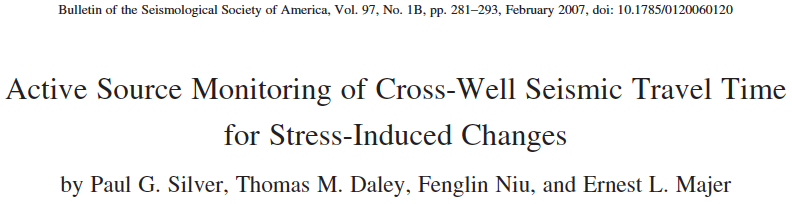 Bulletin of the Seismological Society of America, Vol. 97, No. 1B, pp. 281–293, February 2007, doi: 10.1785/0120060120
Active Source Monitoring of Cross-Well Seismic Travel Time
for Stress-Induced Changes
by Paul G. Silver, Thomas M. Daley, Fenglin Niu, and Ernest L. Majer